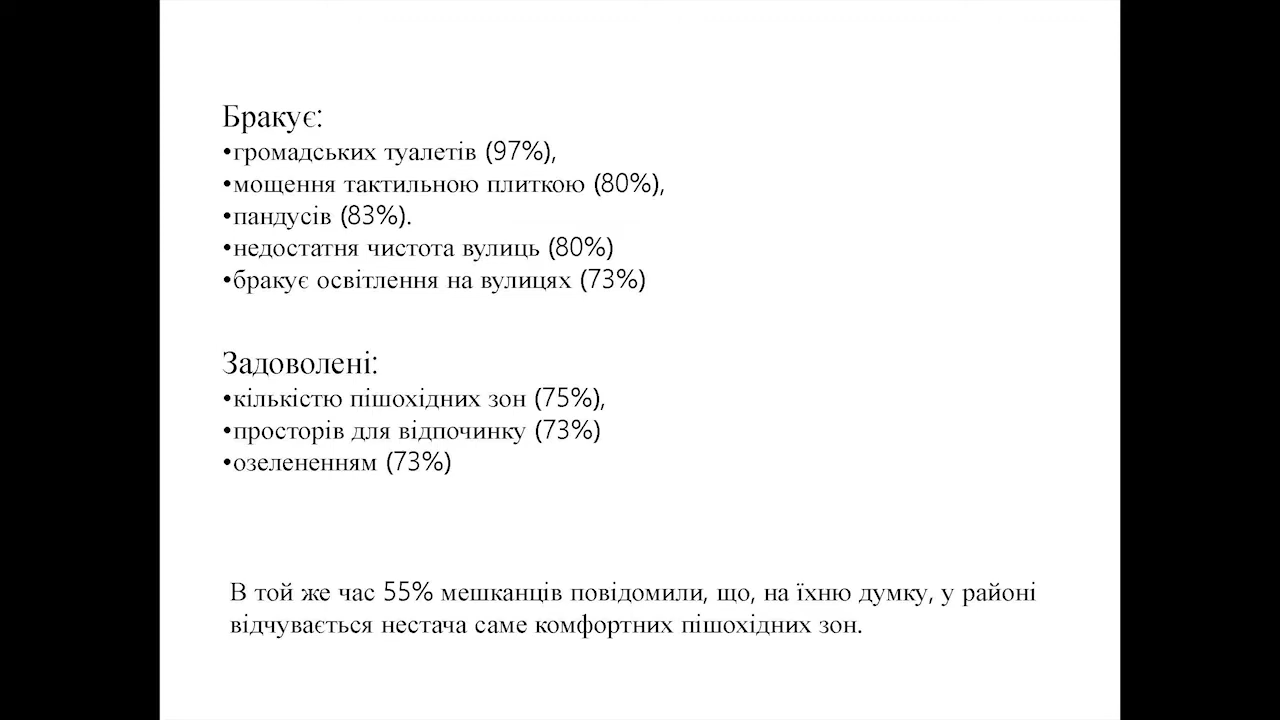 Бракує:
•громадських туалетів (97%),
•мощення тактильною плиткою (80%),
•пандусів (83%).
•недостатня чистота вулиць (80%)
•бракує освітлення на вулицях (73%)
Задоволені:
•кількістю пішохідних зон (75%),
•просторів для відпочинку (73%)
•озелененням (73%)
В той же час 55% мешканців повідомили, що, на їхню думку, у районі
відчувається нестача саме комфортних пішохідних зон.